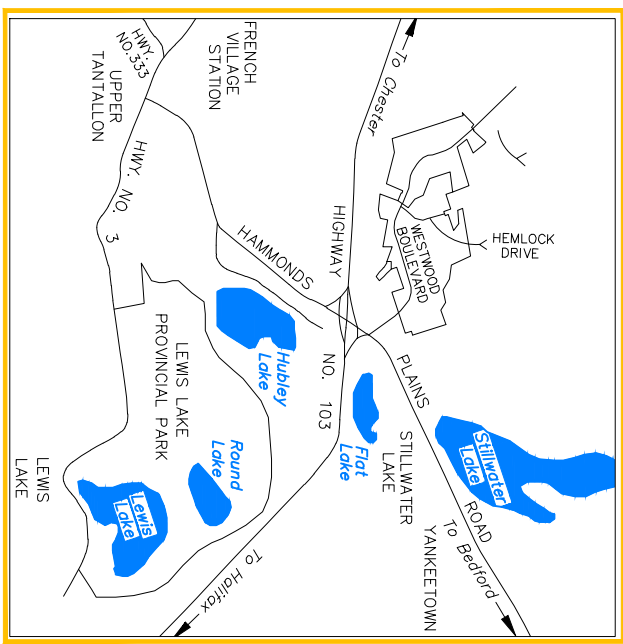 To Chester
FRENCH
VILLAGE
STATION
HWY.
NO.333
UPPER
TANTALLON
HWY. NO. 3
HAMMONDS
PLAINS
ROAD
HIGHWAY
NO. 103
WESTWOOD
BOULEVARD
HEMLOCK
DRIVE
Stillwater
Lake
STILLWATER
LAKE
YANKEETOWN
To Bedford
Flat
Lake
Hubley
Lake
Round
Lake
LEWIS LAKE
PROVINCIAL PARK
Lewis
Lake
LEWIS
LAKE
To Halifax